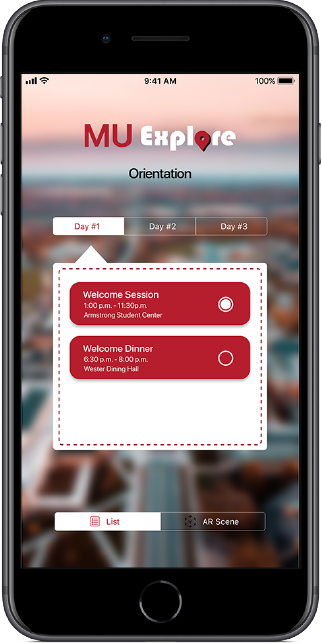 9:41 AM
100%
MU Explore
Orientation
Day #1 Day #2 Day #3
Welcome Session
1:00 p.m. - 11:30p.m.
Armstrong Student Center
Welcome Dinner
6:30 p.m. - 8:00 p.m.
Wester Dining Hall
List AR Scene